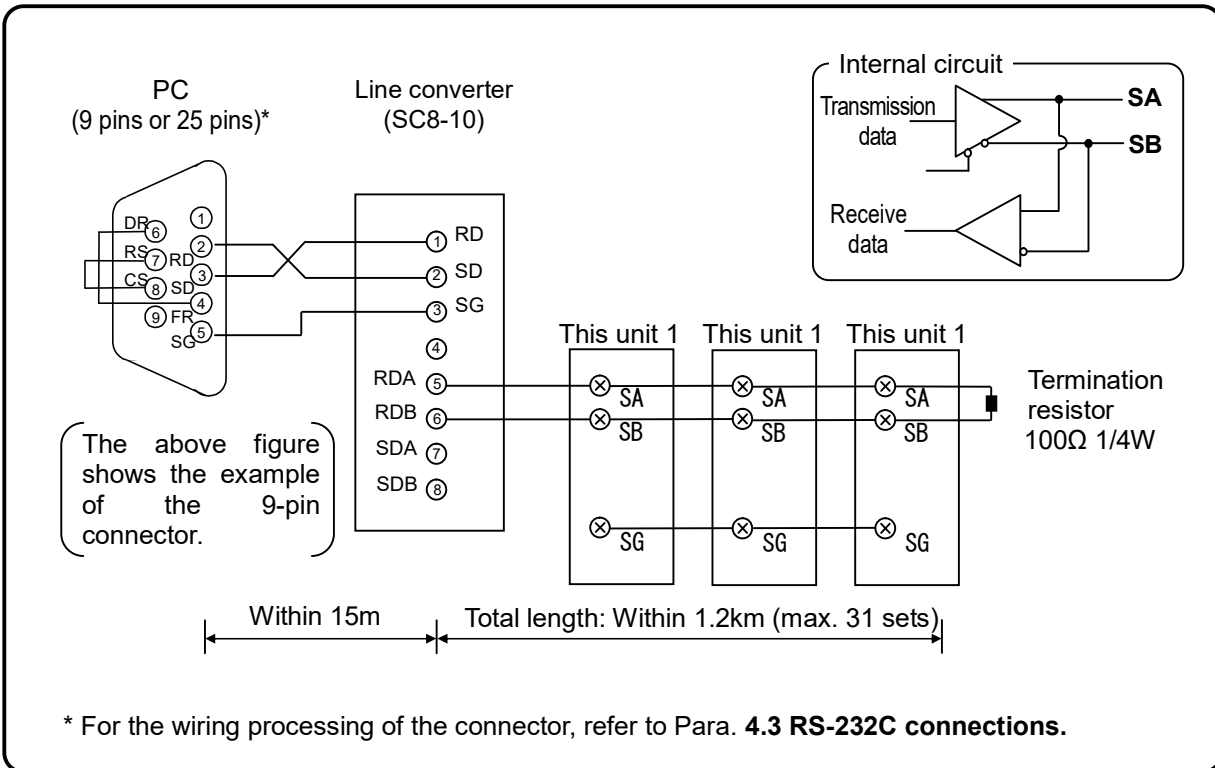 PC
(9 pins or 25 pins)*
Line converter
(SC8-10)
Internal circuit
Transmission
data
SA
SB
Receive
data
DR
6
1
2
RS
7
RD
3
CS
8
SD
4
9
FR
5
SG
1
RD
2
SD
3
SG
4
RDA
5
RDB
6
SDA
7
SDB
8
This unit 1
This unit 1
This unit 1
SA
SA
SA
SB
SB
SB
SG
SG
SG
Termination
resistor
100Ω 1/4W
The above figure
shows the example
of the 9-pin
connector.
Within 15m
Total length: Within 1.2km (max. 31 sets)
* For the wiring processing of the connector, refer to Para. 4.3 RS-232C connections.